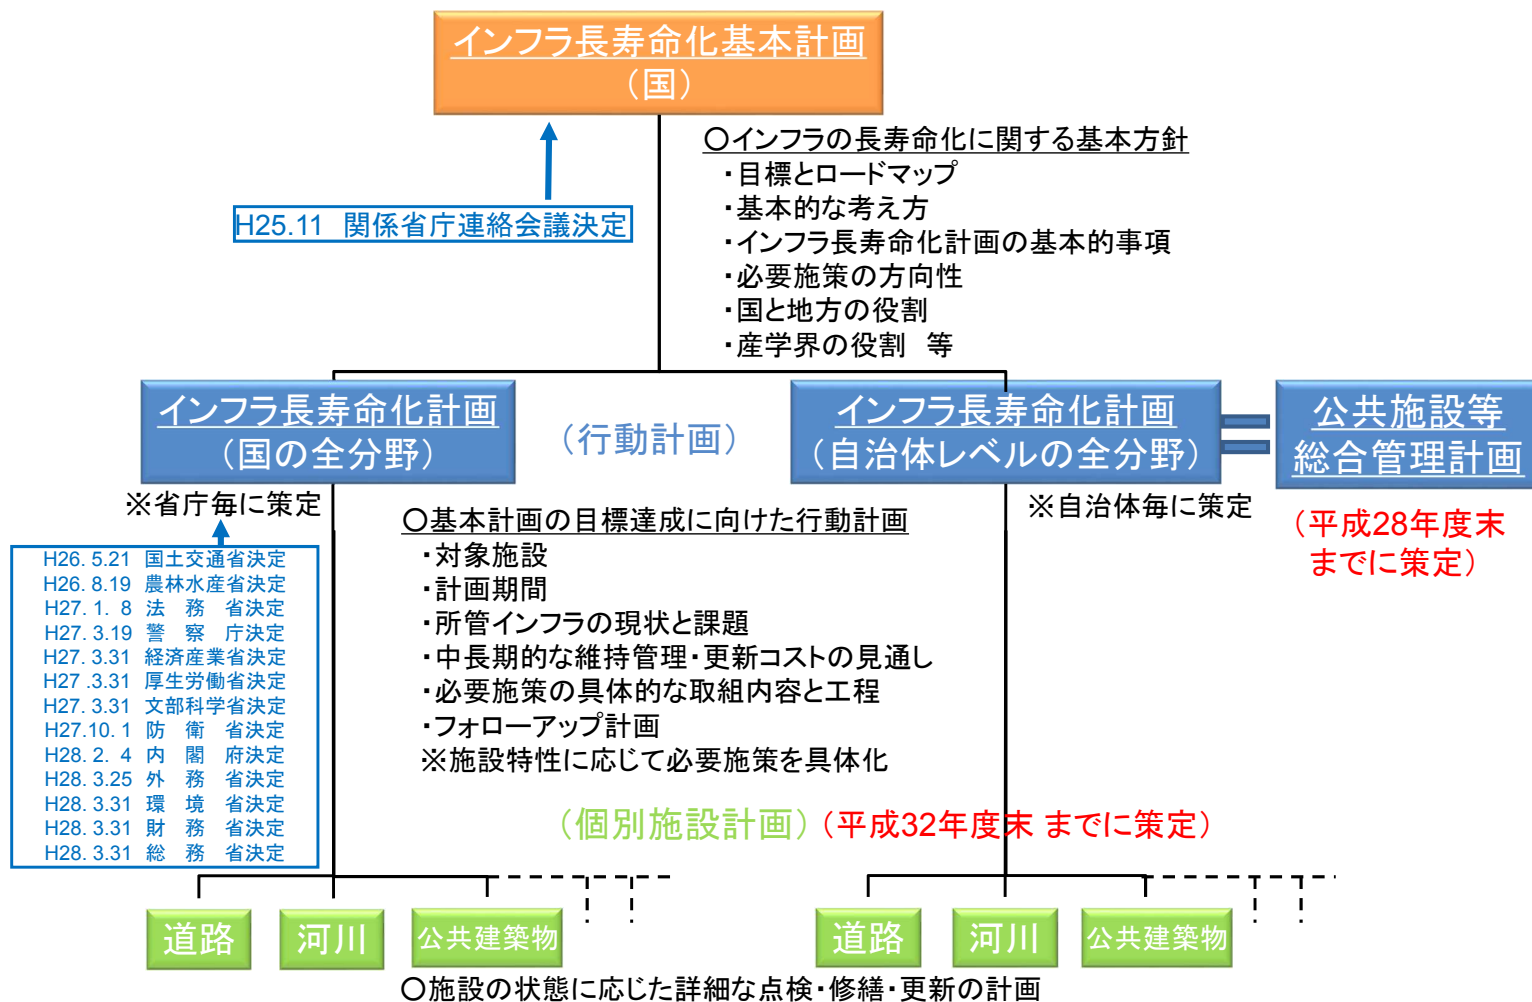 インフラ長寿命化基本計画
（国）
H25.11　関係省庁連絡会議決定
〇インフラの長寿命化に関する基本方針
・目標とロードマップ
・基本的な考え方
・インフラ長寿命化計画の基本的事項
・必要施策の方向性
・国と地方の役割
・産学界の役割　等
インフラ長寿命化計画
（国の全分野）
（行動計画）
インフラ長寿命化計画
（自治体レベルの全分野）
公共施設等
総合管理計画
※省庁毎に策定
※自治体毎に策定
（平成28年度末
までに策定）
H26. 5.21　国土交通省決定
H26. 8.19　農林水産省決定
H27. 1. 8　法　務　省決定
H27. 3.19　警　察　庁決定
H27. 3.31　経済産業省決定
H27 .3.31　厚生労働省決定
H27. 3.31　文部科学省決定
H27.10. 1　防　衛　省決定
H28. 2. 4　内　閣　府決定
H28. 3.25　外　務　省決定
H28. 3.31　環　境　省決定
H28. 3.31　財　務　省決定
H28. 3.31　総　務　省決定
〇基本計画の目標達成に向けた行動計画
・対象施設
・計画期間
・所管インフラの現状と課題
・中長期的な維持管理・更新コストの見通し
・必要施策の具体的な取組内容と工程
・フォローアップ計画
※施設特性に応じて必要施策を具体化
（個別施設計画）（平成32年度末 までに策定）
道路
河川
公共建築物
道路
河川
公共建築物
〇施設の状態に応じた詳細な点検・修繕・更新の計画